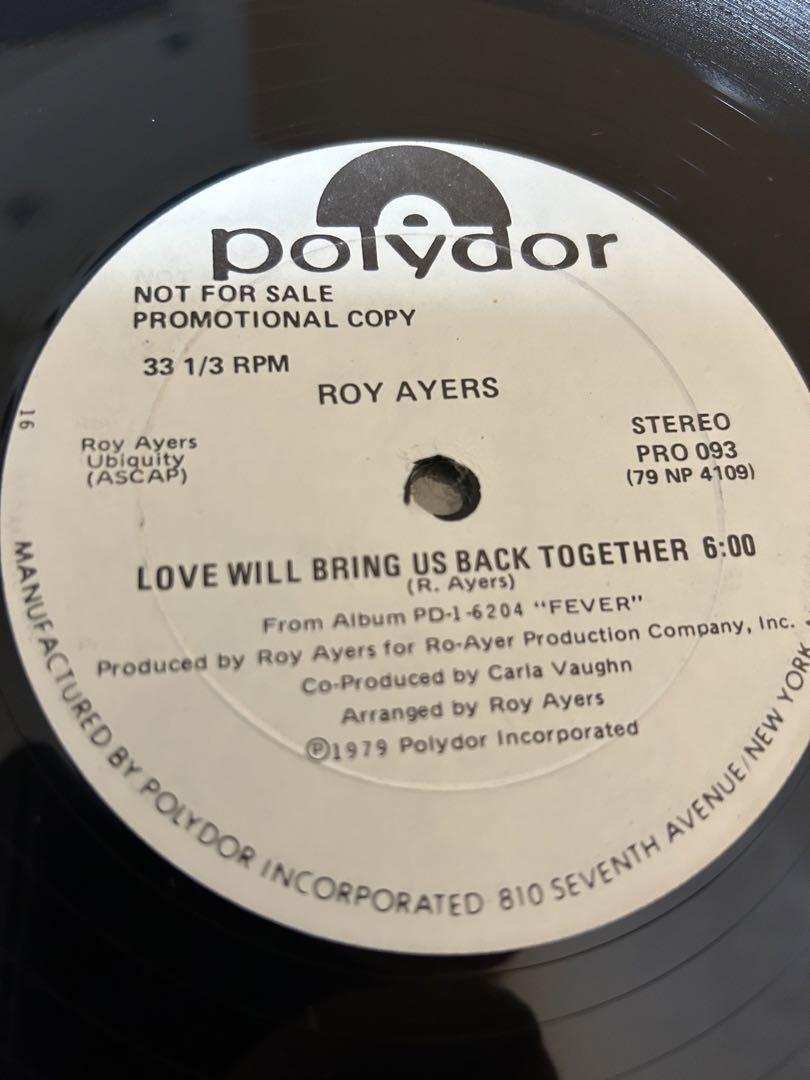 polydor
NOT FOR SALE
PROMOTIONAL COPY
33 1/3 RPM
ROY AYERS
16
Roy Ayers
Ubiquity
(ASCAP)
STEREO
PRO 093
(79 NP 4109)
LOVE WILL BRING US BACK TOGETHER 6:00
(R. Ayers)
From Album PD-1-6204 "FEVER"
Produced by Roy Ayers for Ro-Ayer Production Company, Inc.
Co-Produced by Carla Vaughn
Arranged by Roy Ayers
Ⓟ1979 Polydor Incorporated
MANUFACTURED BY POLYDOR INCORPORATED 810 SEVENTH AVENUE/NEW YORK